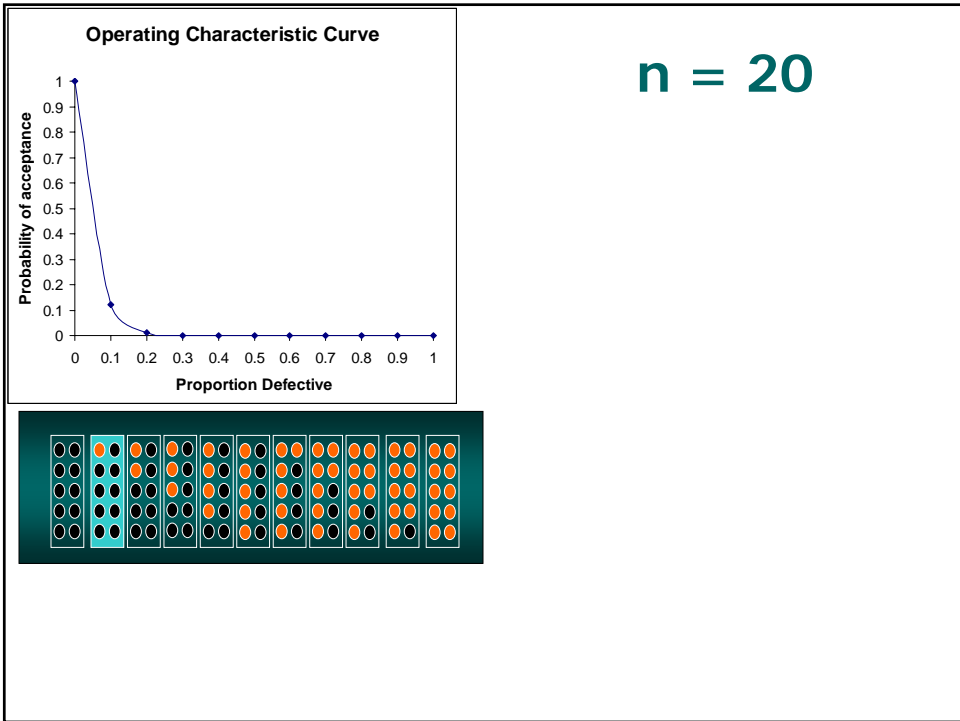 Operating Characteristic Curve
n = 20
Probability of acceptance
1
0.9
0.8
0.7
0.6
0.5
0.4
0.3
0.2
0.1
0
0 0.1 0.2 0.3 0.4 0.5 0.6 0.7 0.8 0.9 1
Proportion Defective